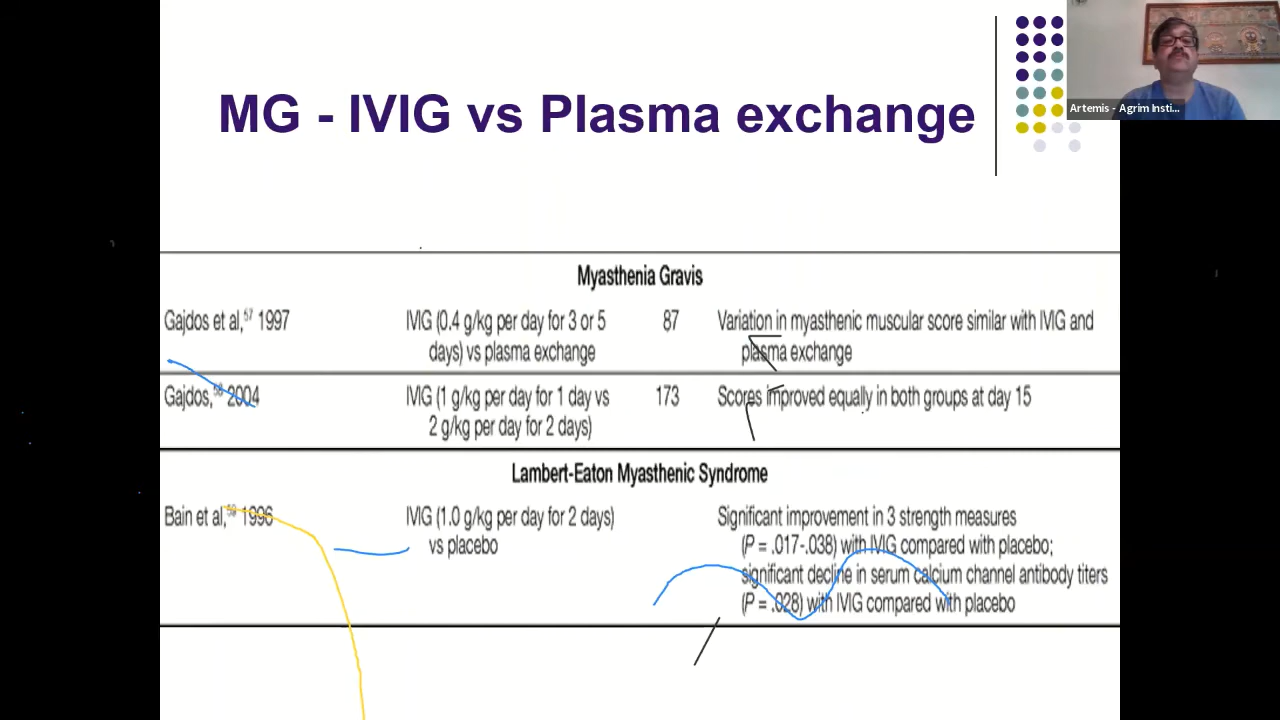 Artemis - Agrim Insti...
MG - IVIG vs Plasma exchange
Myasthenia Gravis
Gajdos et al,57 1997 IVIG (0.4 g/kg per day for 3 or 5 87 Variation in myasthenic muscular score similar with IVIG and
days) vs plasma exchange plasma exchange
Gajdos,58 2004 IVIG (1 g/kg per day for 1 day vs 173 Scores improved equally in both groups at day 15
2 g/kg per day for 2 days)
Lambert-Eaton Myasthenic Syndrome
Bain et al,59 1996 IVIG (1.0 g/kg per day for 2 days) Significant improvement in 3 strength measures
vs placebo (P = .017-.038) with IVIG compared with placebo;
significant decline in serum calcium channel antibody titers
(P = .028) with IVIG compared with placebo